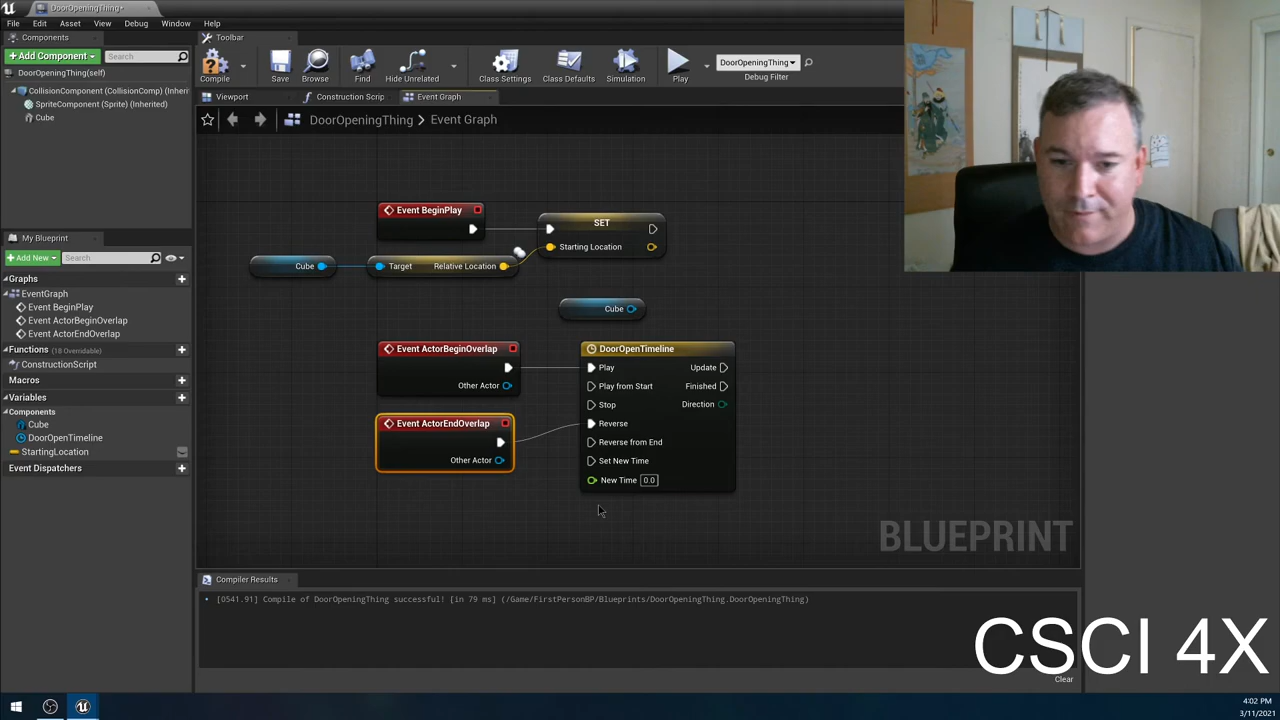 DoorOpeningThing*
File Edit Asset View Debug Window Help
Components
Toolbar
+ Add Component
Search
DoorOpeningThing(self)
CollisionComponent (CollisionComp) (Inheri
SpriteComponent (Sprite) (Inherited)
Cube
Compile
Save
Browse
Find
Hide Unrelated
Class Settings
Class Defaults
Simulation
Play
DoorOpeningThing
Debug Filter
Viewport
Construction Scrip
Event Graph
DoorOpeningThing > Event Graph
My Blueprint
+ Add New
Search
Graphs
EventGraph
Event BeginPlay
Event ActorBeginOverlap
Event ActorEndOverlap
Functions (18 Overridable)
ConstructionScript
Macros
Variables
Components
Cube
DoorOpenTimeline
StartingLocation
Event Dispatchers
Event BeginPlay
SET
Starting Location
Cube
Target
Relative Location
Cube
Event ActorBeginOverlap
Other Actor
Event ActorEndOverlap
Other Actor
DoorOpenTimeline
Play Update
Play from Start Finished
Stop Direction
Reverse
Reverse from End
Set New Time
New Time 0.0
BLUEPRINT
Compiler Results
[0541.91] Compile of DoorOpeningThing successful! [in 79 ms] (/Game/FirstPersonBP/Blueprints/DoorOpeningThing.DoorOpeningThing)
CSCI 4X
Clear
4:02 PM
3/11/2021